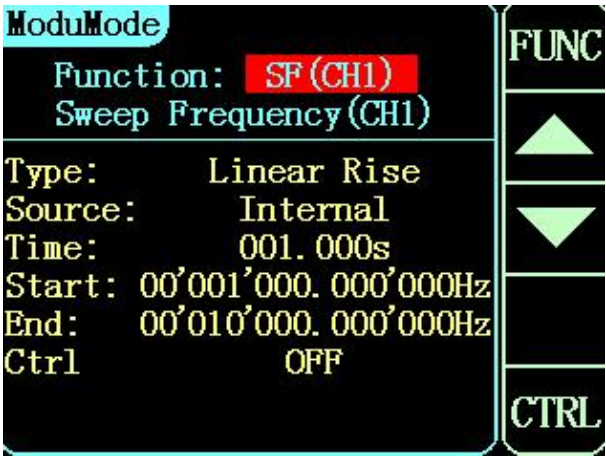 ModuMode
FUNC
Function: SF(CH1)
Sweep Frequency(CH1)
Type: Linear Rise
Source: Internal
Time: 001.000s
Start: 00'001'000.000'000Hz
End: 00'010'000.000'000Hz
Ctrl OFF
CTRL